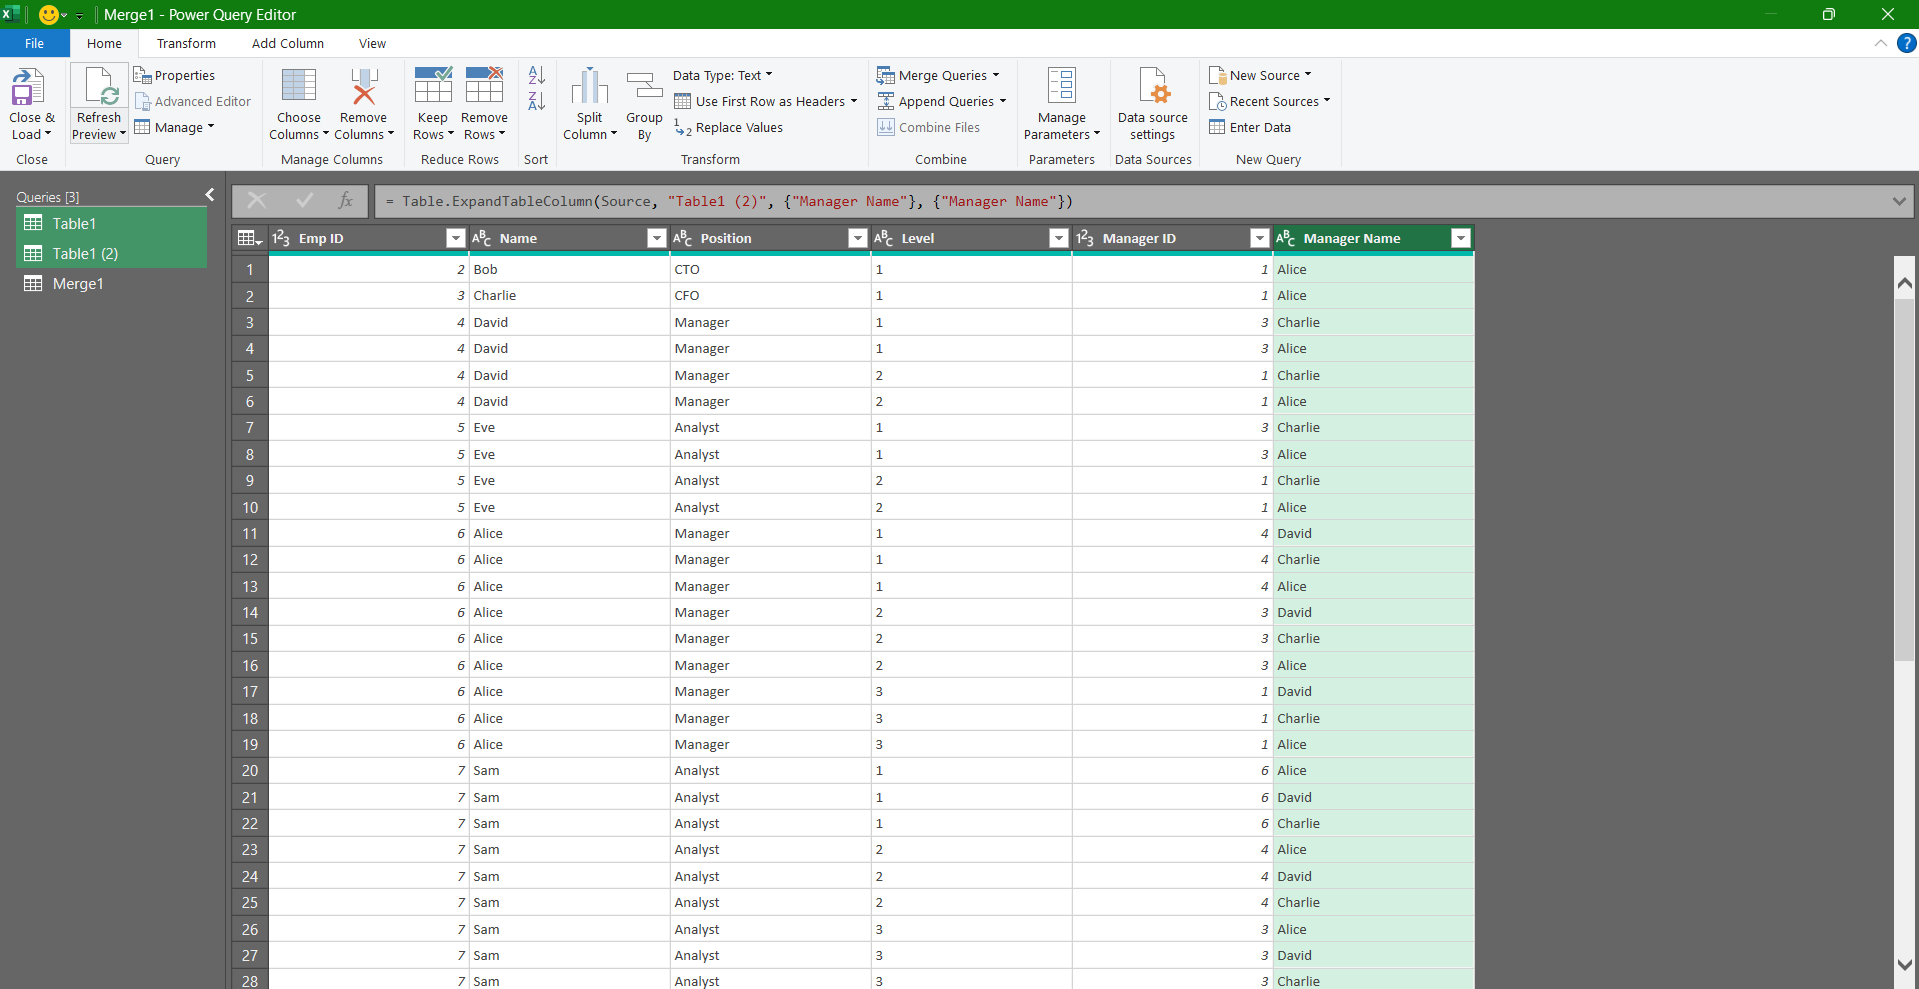 Merge1 - Power Query Editor
File Home Transform Add Column View
Close & Load
Refresh Preview
Properties
Advanced Editor
Manage
Choose Columns
Remove Columns
Keep Rows
Remove Rows
A Z
Z A
Split Column
Group By
Data Type: Text
Use First Row as Headers
1 2 Replace Values
Merge Queries
Append Queries
Combine Files
Manage Parameters
Data source settings
New Source
Recent Sources
Enter Data
Close Query Manage Columns Reduce Rows Sort Transform Combine Parameters Data Sources New Query
Queries [3]
Table1
Table1 (2)
Merge1
fx = Table.ExpandTableColumn(Source, "Table1 (2)", {"Manager Name"}, {"Manager Name"})
123 Emp ID ABC Name ABC Position ABC Level 123 Manager ID ABC Manager Name
1 2 Bob CTO 1 1 Alice
2 3 Charlie CFO 1 1 Alice
3 4 David Manager 1 3 Charlie
4 4 David Manager 1 3 Alice
5 4 David Manager 2 1 Charlie
6 4 David Manager 2 1 Alice
7 5 Eve Analyst 1 3 Charlie
8 5 Eve Analyst 1 3 Alice
9 5 Eve Analyst 2 1 Charlie
10 5 Eve Analyst 2 1 Alice
11 6 Alice Manager 1 4 David
12 6 Alice Manager 1 4 Charlie
13 6 Alice Manager 1 4 Alice
14 6 Alice Manager 2 3 David
15 6 Alice Manager 2 3 Charlie
16 6 Alice Manager 2 3 Alice
17 6 Alice Manager 3 1 David
18 6 Alice Manager 3 1 Charlie
19 6 Alice Manager 3 1 Alice
20 7 Sam Analyst 1 6 Alice
21 7 Sam Analyst 1 6 David
22 7 Sam Analyst 1 6 Charlie
23 7 Sam Analyst 2 4 Alice
24 7 Sam Analyst 2 4 David
25 7 Sam Analyst 2 4 Charlie
26 7 Sam Analyst 3 3 Alice
27 7 Sam Analyst 3 3 David
28 7 Sam Analyst 3 3 Charlie